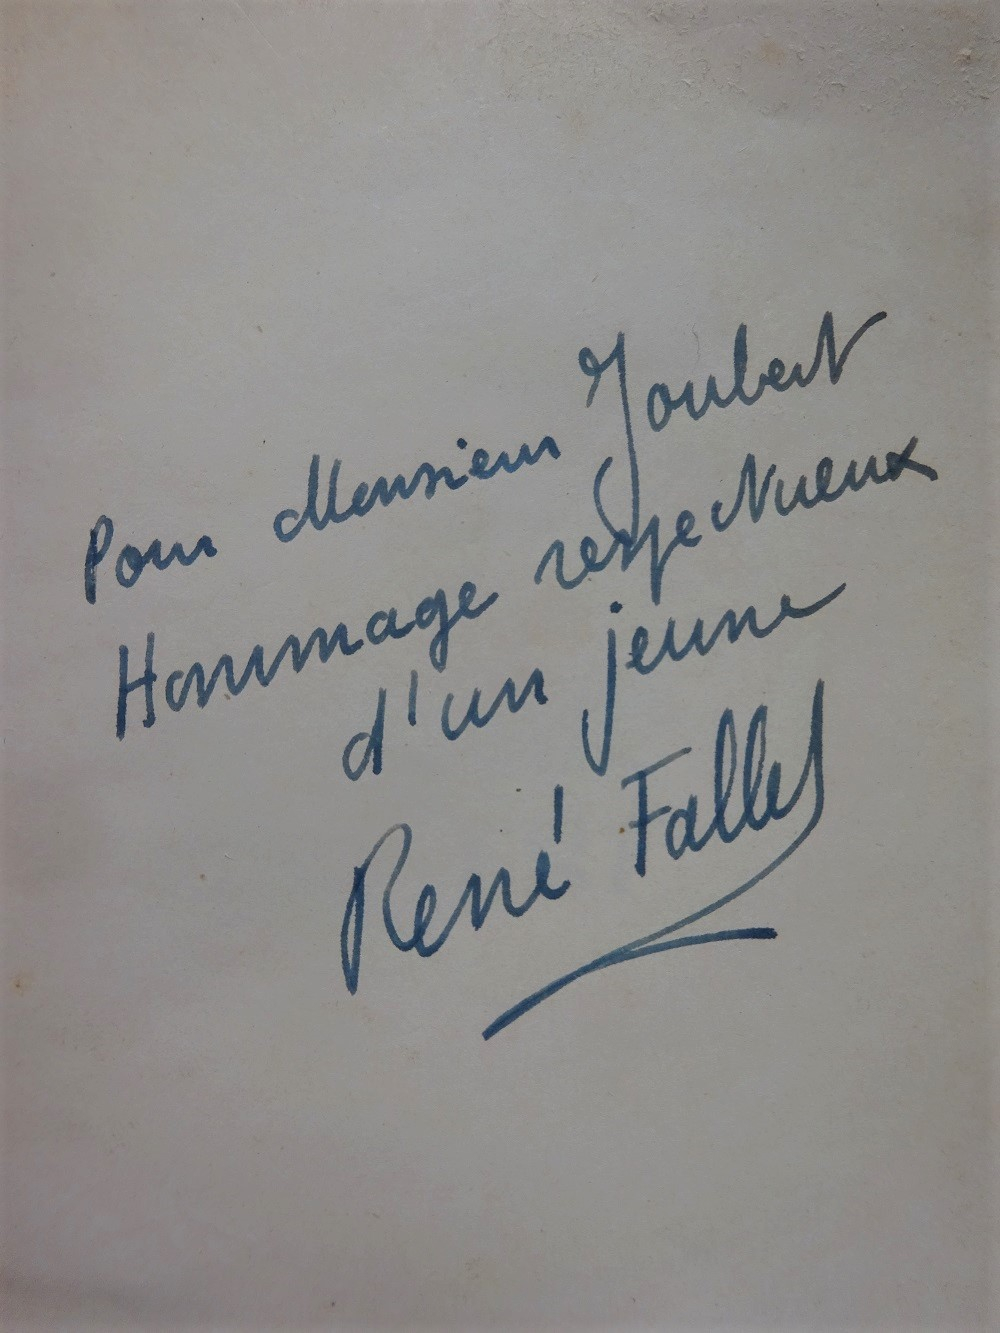 Pour Monsieur Joubert
Hommage respectueux
d'un jeune
René Fallet